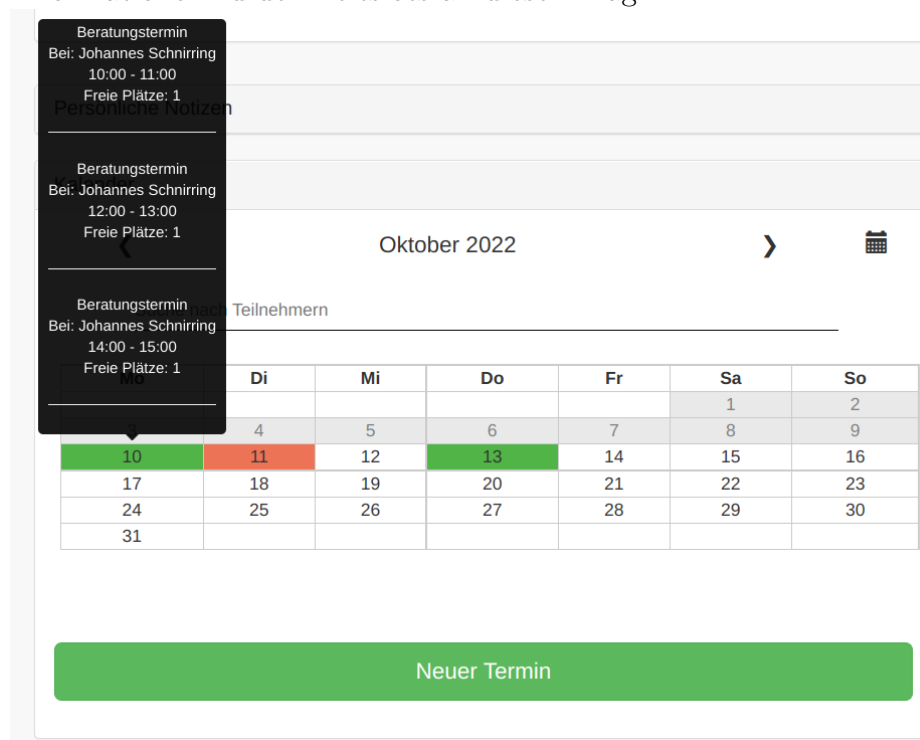 Beratungstermin
Bei: Johannes Schnirring
10:00 - 11:00
Freie Plätze: 1
Persönliche Notizen
Beratungstermin
Bei: Johannes Schnirring
12:00 - 13:00
Freie Plätze: 1
Kalender
❮ Oktober 2022 ❯
Beratungstermin
Bei: Johannes Schnirring
14:00 - 15:00
Freie Plätze: 1
nach Teilnehmern
Mo Di Mi Do Fr Sa So
1 2
3 4 5 6 7 8 9
10 11 12 13 14 15 16
17 18 19 20 21 22 23
24 25 26 27 28 29 30
31
Neuer Termin